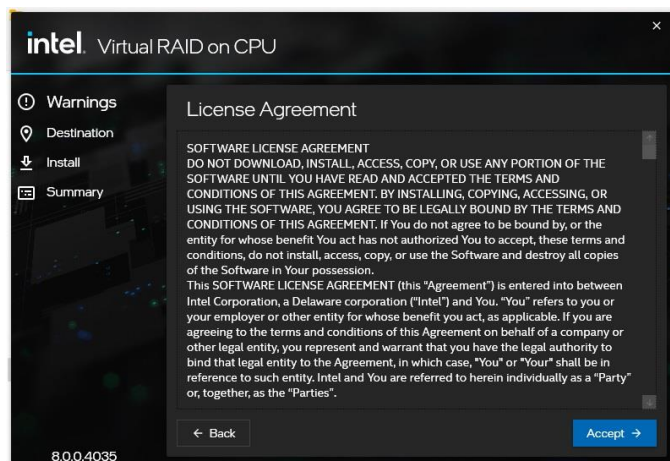 intel. Virtual RAID on CPU
Warnings
Destination
Install
Summary
License Agreement
SOFTWARE LICENSE AGREEMENT
DO NOT DOWNLOAD, INSTALL, ACCESS, COPY, OR USE ANY PORTION OF THE
SOFTWARE UNTIL YOU HAVE READ AND ACCEPTED THE TERMS AND
CONDITIONS OF THIS AGREEMENT. BY INSTALLING, COPYING, ACCESSING, OR
USING THE SOFTWARE, YOU AGREE TO BE LEGALLY BOUND BY THE TERMS AND
CONDITIONS OF THIS AGREEMENT. If You do not agree to be bound by, or the
entity for whose benefit You act has not authorized You to accept, these terms and
conditions, do not install, access, copy, or use the Software and destroy all copies
of the Software in Your possession.
This SOFTWARE LICENSE AGREEMENT (this "Agreement") is entered into between
Intel Corporation, a Delaware corporation ("Intel") and You. "You" refers to you or
your employer or other entity for whose benefit you act, as applicable. If you are
agreeing to the terms and conditions of this Agreement on behalf of a company or
other legal entity, you represent and warrant that you have the legal authority to
bind that legal entity to the Agreement, in which case, "You" or "Your" shall be in
reference to such entity. Intel and You are referred to herein individually as a “Party”
or, together, as the “Parties”.
← Back
Accept →
8.0.0.4035